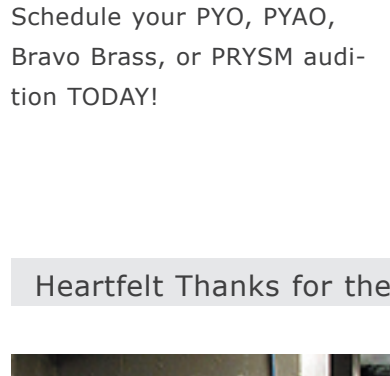 Schedule your PYO, PYAO,
Bravo Brass, or PRYSM audi-
tion TODAY!
Heartfelt Thanks for the